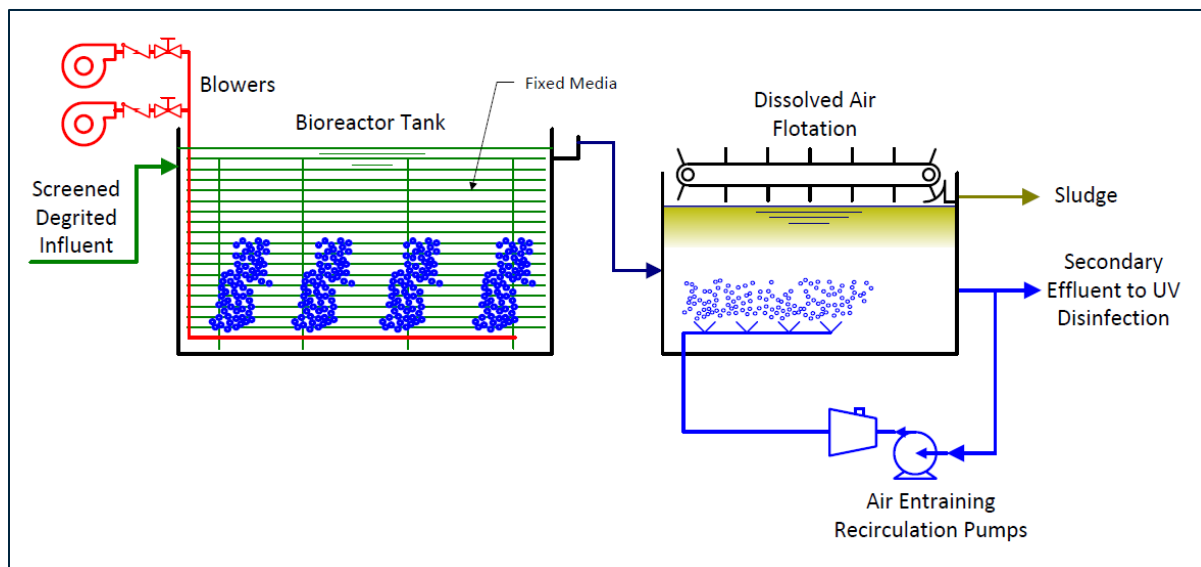 Blowers
Fixed Media
Bioreactor Tank
Dissolved Air
Flotation
Screened
Degrited
Influent
Sludge
Secondary
Effluent to UV
Disinfection
Air Entraining
Recirculation Pumps